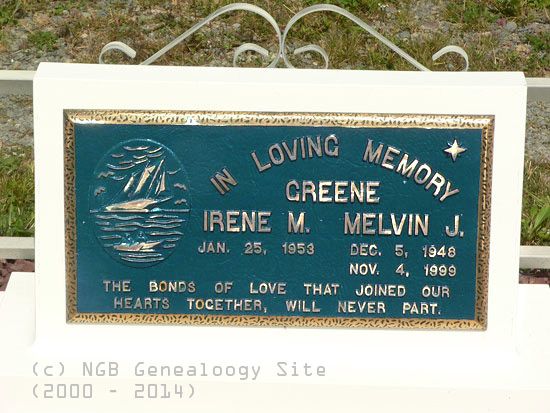 IN LOVING MEMORY
GREENE
IRENE M. MELVIN J.
JAN. 25, 1953 DEC. 5, 1948
NOV. 4, 1999
THE BONDS OF LOVE THAT JOINED OUR
HEARTS TOGETHER, WILL NEVER PART.
(c) NGB Genealoogy Site
(2000 - 2014)